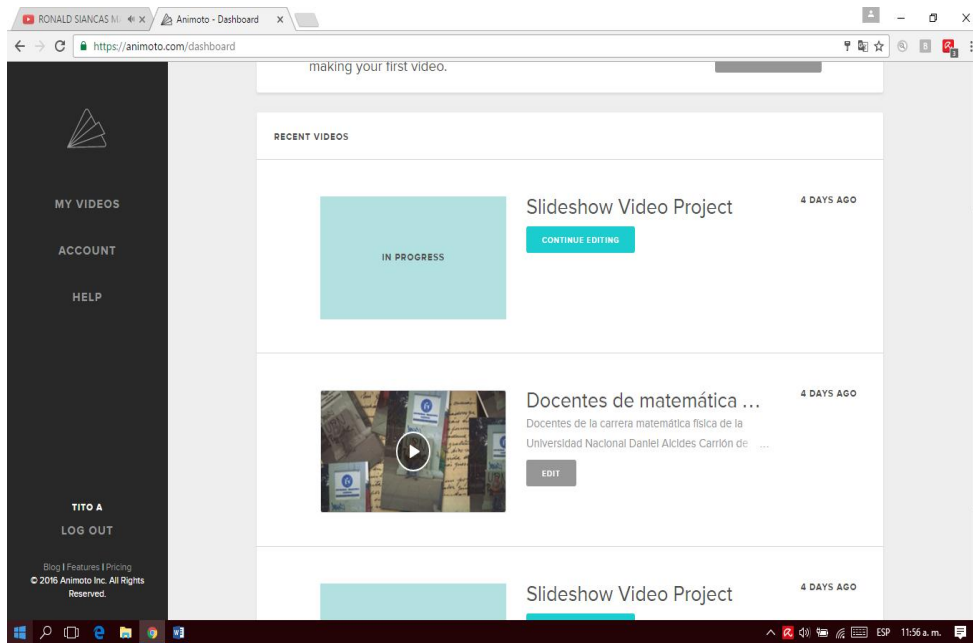 RONALD SIANCAS M
Animoto - Dashboard
https://animoto.com/dashboard
making your first video.
RECENT VIDEOS
MY VIDEOS
ACCOUNT
HELP
IN PROGRESS
Slideshow Video Project
4 DAYS AGO
CONTINUE EDITING
Docentes de matemática ...
4 DAYS AGO
Docentes de la carrera matemática física de la
Universidad Nacional Daniel Alcides Carrión de ...
EDIT
Slideshow Video Project
4 DAYS AGO
TITO A
LOG OUT
Blog | Features | Pricing
© 2016 Animoto Inc. All Rights
Reserved.
ESP 11:56 a. m.